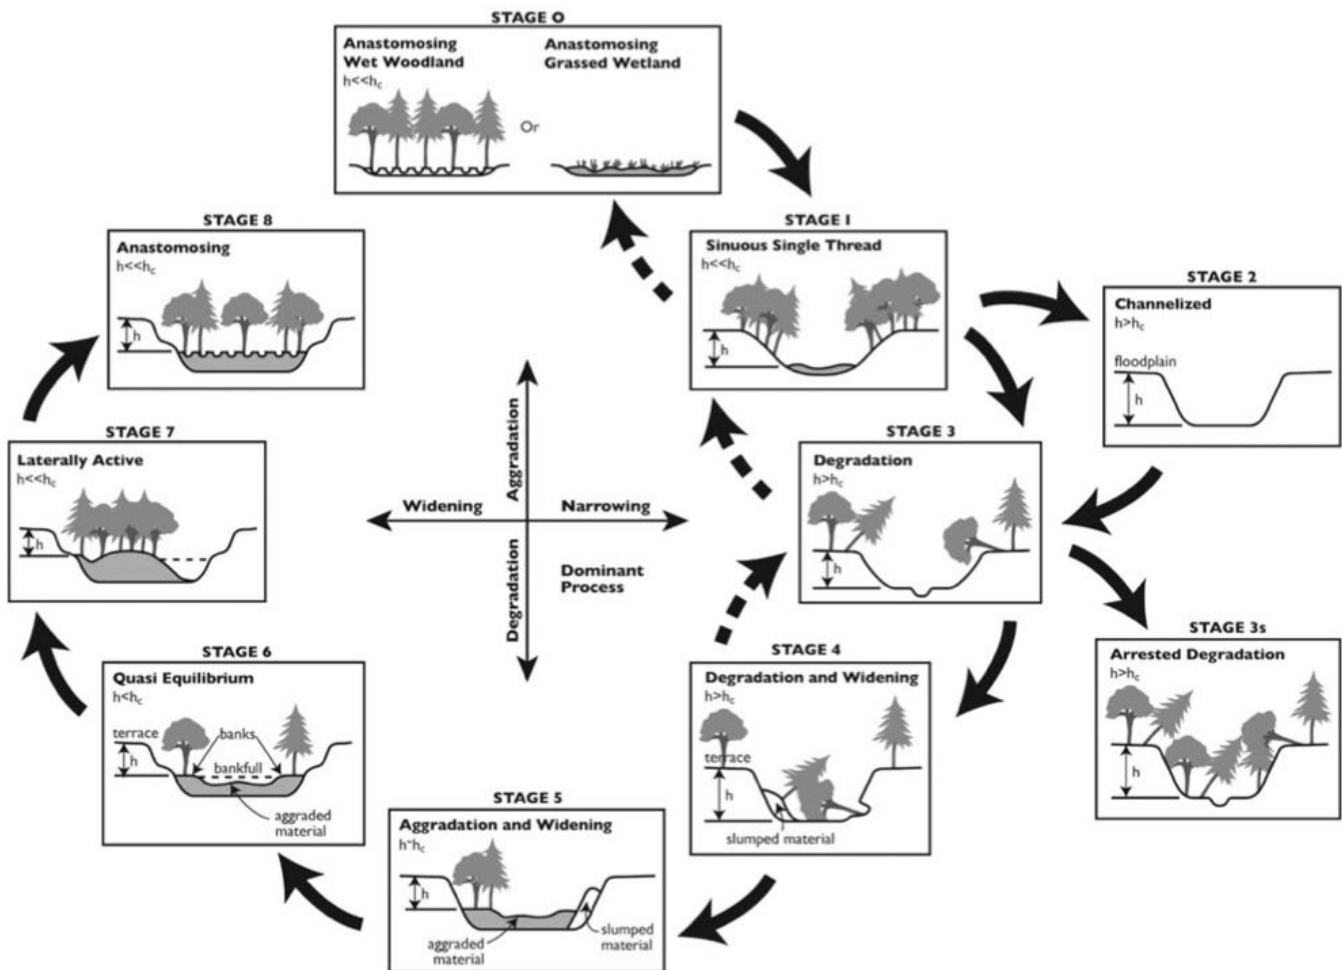 STAGE 0
Anastomosing
Wet Woodland
h<<hc
Or
Anastomosing
Grassed Wetland
STAGE 1
Sinuous Single Thread
h<<hc
h
STAGE 2
Channelized
h>hc
floodplain
h
STAGE 3
Degradation
h>hc
h
STAGE 3s
Arrested Degradation
h>hc
h
STAGE 4
Degradation and Widening
h>hc
terrace
h
slumped material
STAGE 5
Aggradation and Widening
h~hc
h
aggraded
material
slumped
material
STAGE 6
Quasi Equilibrium
h<hc
terrace
banks
h
bankfull
aggraded
material
STAGE 7
Laterally Active
h<<hc
h
STAGE 8
Anastomosing
h<<hc
h
Aggradation
Widening
Narrowing
Degradation
Dominant
Process